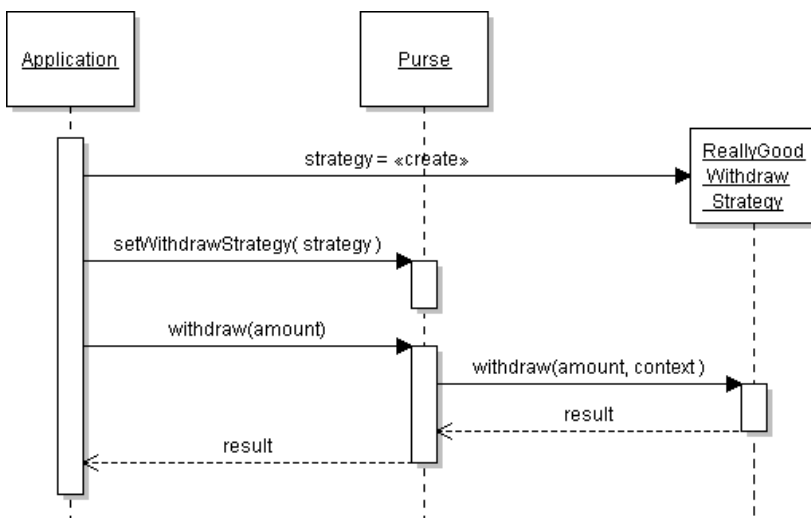 Application
Purse
strategy = «create»
ReallyGood
Withdraw
Strategy
setWithdrawStrategy( strategy )
withdraw(amount)
withdraw(amount, context )
result
result